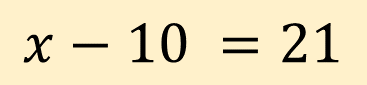 x − 10 = 21